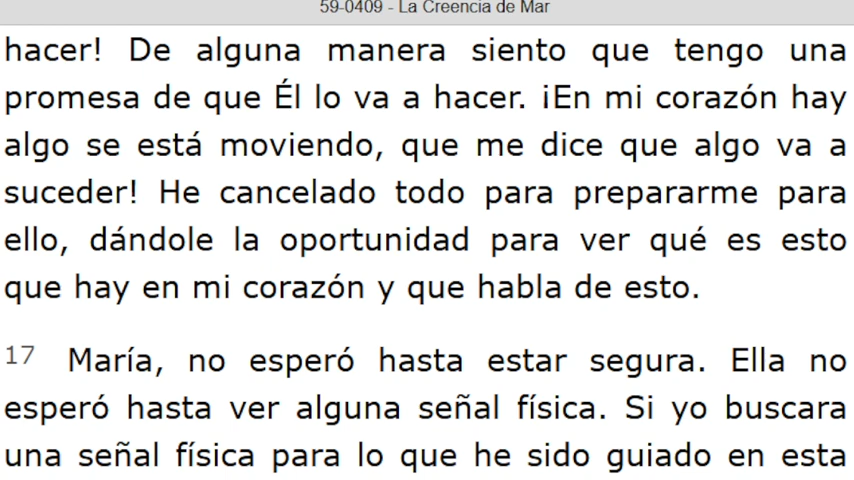 59-0409 - La Creencia de Mar
hacer! De alguna manera siento que tengo una
promesa de que Él lo va a hacer. ¡En mi corazón hay
algo se está moviendo, que me dice que algo va a
suceder! He cancelado todo para prepararme para
ello, dándole la oportunidad para ver qué es esto
que hay en mi corazón y que habla de esto.
17 María, no esperó hasta estar segura. Ella no
esperó hasta ver alguna señal física. Si yo buscara
una señal física para lo que he sido guiado en esta